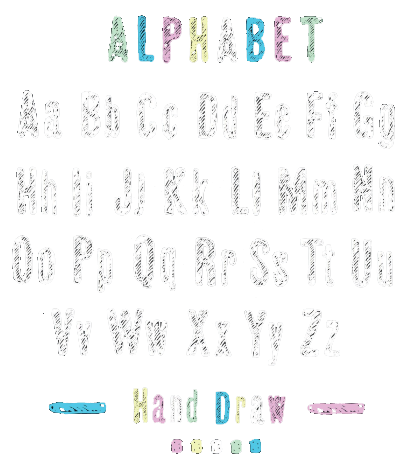 ALPHABET
Aa Bb Cc Dd Ee Ff Gg
Hh Ii Jj Kk Ll Mm Nn
Oo Pp Qq Rr Ss Tt Uu
Vv Ww Xx Yy Zz
Hand Draw